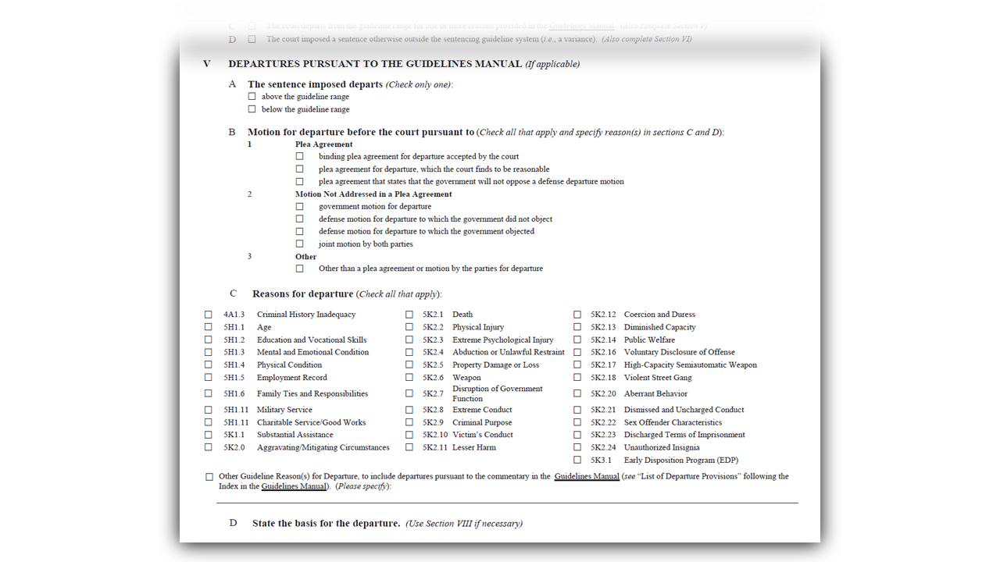 C ☐ The court departs from the guideline range for one or more reasons provided in the Guidelines Manual. (Also complete Section V)
D ☐ The court imposed a sentence otherwise outside the sentencing guideline system (i.e., a variance). (Also complete Section VI)
V DEPARTURES PURSUANT TO THE GUIDELINES MANUAL (If applicable)
A The sentence imposed departs (Check only one):
☐ above the guideline range
☐ below the guideline range
B Motion for departure before the court pursuant to (Check all that apply and specify reason(s) in sections C and D):
1 Plea Agreement
☐ binding plea agreement for departure accepted by the court
☐ plea agreement for departure, which the court finds to be reasonable
☐ plea agreement that states that the government will not oppose a defense departure motion
2 Motion Not Addressed in a Plea Agreement
☐ government motion for departure
☐ defense motion for departure to which the government did not object
☐ defense motion for departure to which the government objected
☐ joint motion by both parties
3 Other
☐ Other than a plea agreement or motion by the parties for departure
C Reasons for departure (Check all that apply):
☐ 4A1.3 Criminal History Inadequacy ☐ 5K2.1 Death ☐ 5K2.12 Coercion and Duress
☐ 5H1.1 Age ☐ 5K2.2 Physical Injury ☐ 5K2.13 Diminished Capacity
☐ 5H1.2 Education and Vocational Skills ☐ 5K2.3 Extreme Psychological Injury ☐ 5K2.14 Public Welfare
☐ 5H1.3 Mental and Emotional Condition ☐ 5K2.4 Abduction or Unlawful Restraint ☐ 5K2.16 Voluntary Disclosure of Offense
☐ 5H1.4 Physical Condition ☐ 5K2.5 Property Damage or Loss ☐ 5K2.17 High-Capacity Semiautomatic Weapon
☐ 5H1.5 Employment Record ☐ 5K2.6 Weapon ☐ 5K2.18 Violent Street Gang
☐ 5H1.6 Family Ties and Responsibilities ☐ 5K2.7 Disruption of Government Function ☐ 5K2.20 Aberrant Behavior
☐ 5H1.11 Military Service ☐ 5K2.8 Extreme Conduct ☐ 5K2.21 Dismissed and Uncharged Conduct
☐ 5H1.11 Charitable Service/Good Works ☐ 5K2.9 Criminal Purpose ☐ 5K2.22 Sex Offender Characteristics
☐ 5K1.1 Substantial Assistance ☐ 5K2.10 Victim's Conduct ☐ 5K2.23 Discharged Terms of Imprisonment
☐ 5K2.0 Aggravating/Mitigating Circumstances ☐ 5K2.11 Lesser Harm ☐ 5K2.24 Unauthorized Insignia
☐ 5K3.1 Early Disposition Program (EDP)
☐ Other Guideline Reason(s) for Departure, to include departures pursuant to the commentary in the Guidelines Manual (see “List of Departure Provisions” following the
Index in the Guidelines Manual). (Please specify):
D State the basis for the departure. (Use Section VIII if necessary)